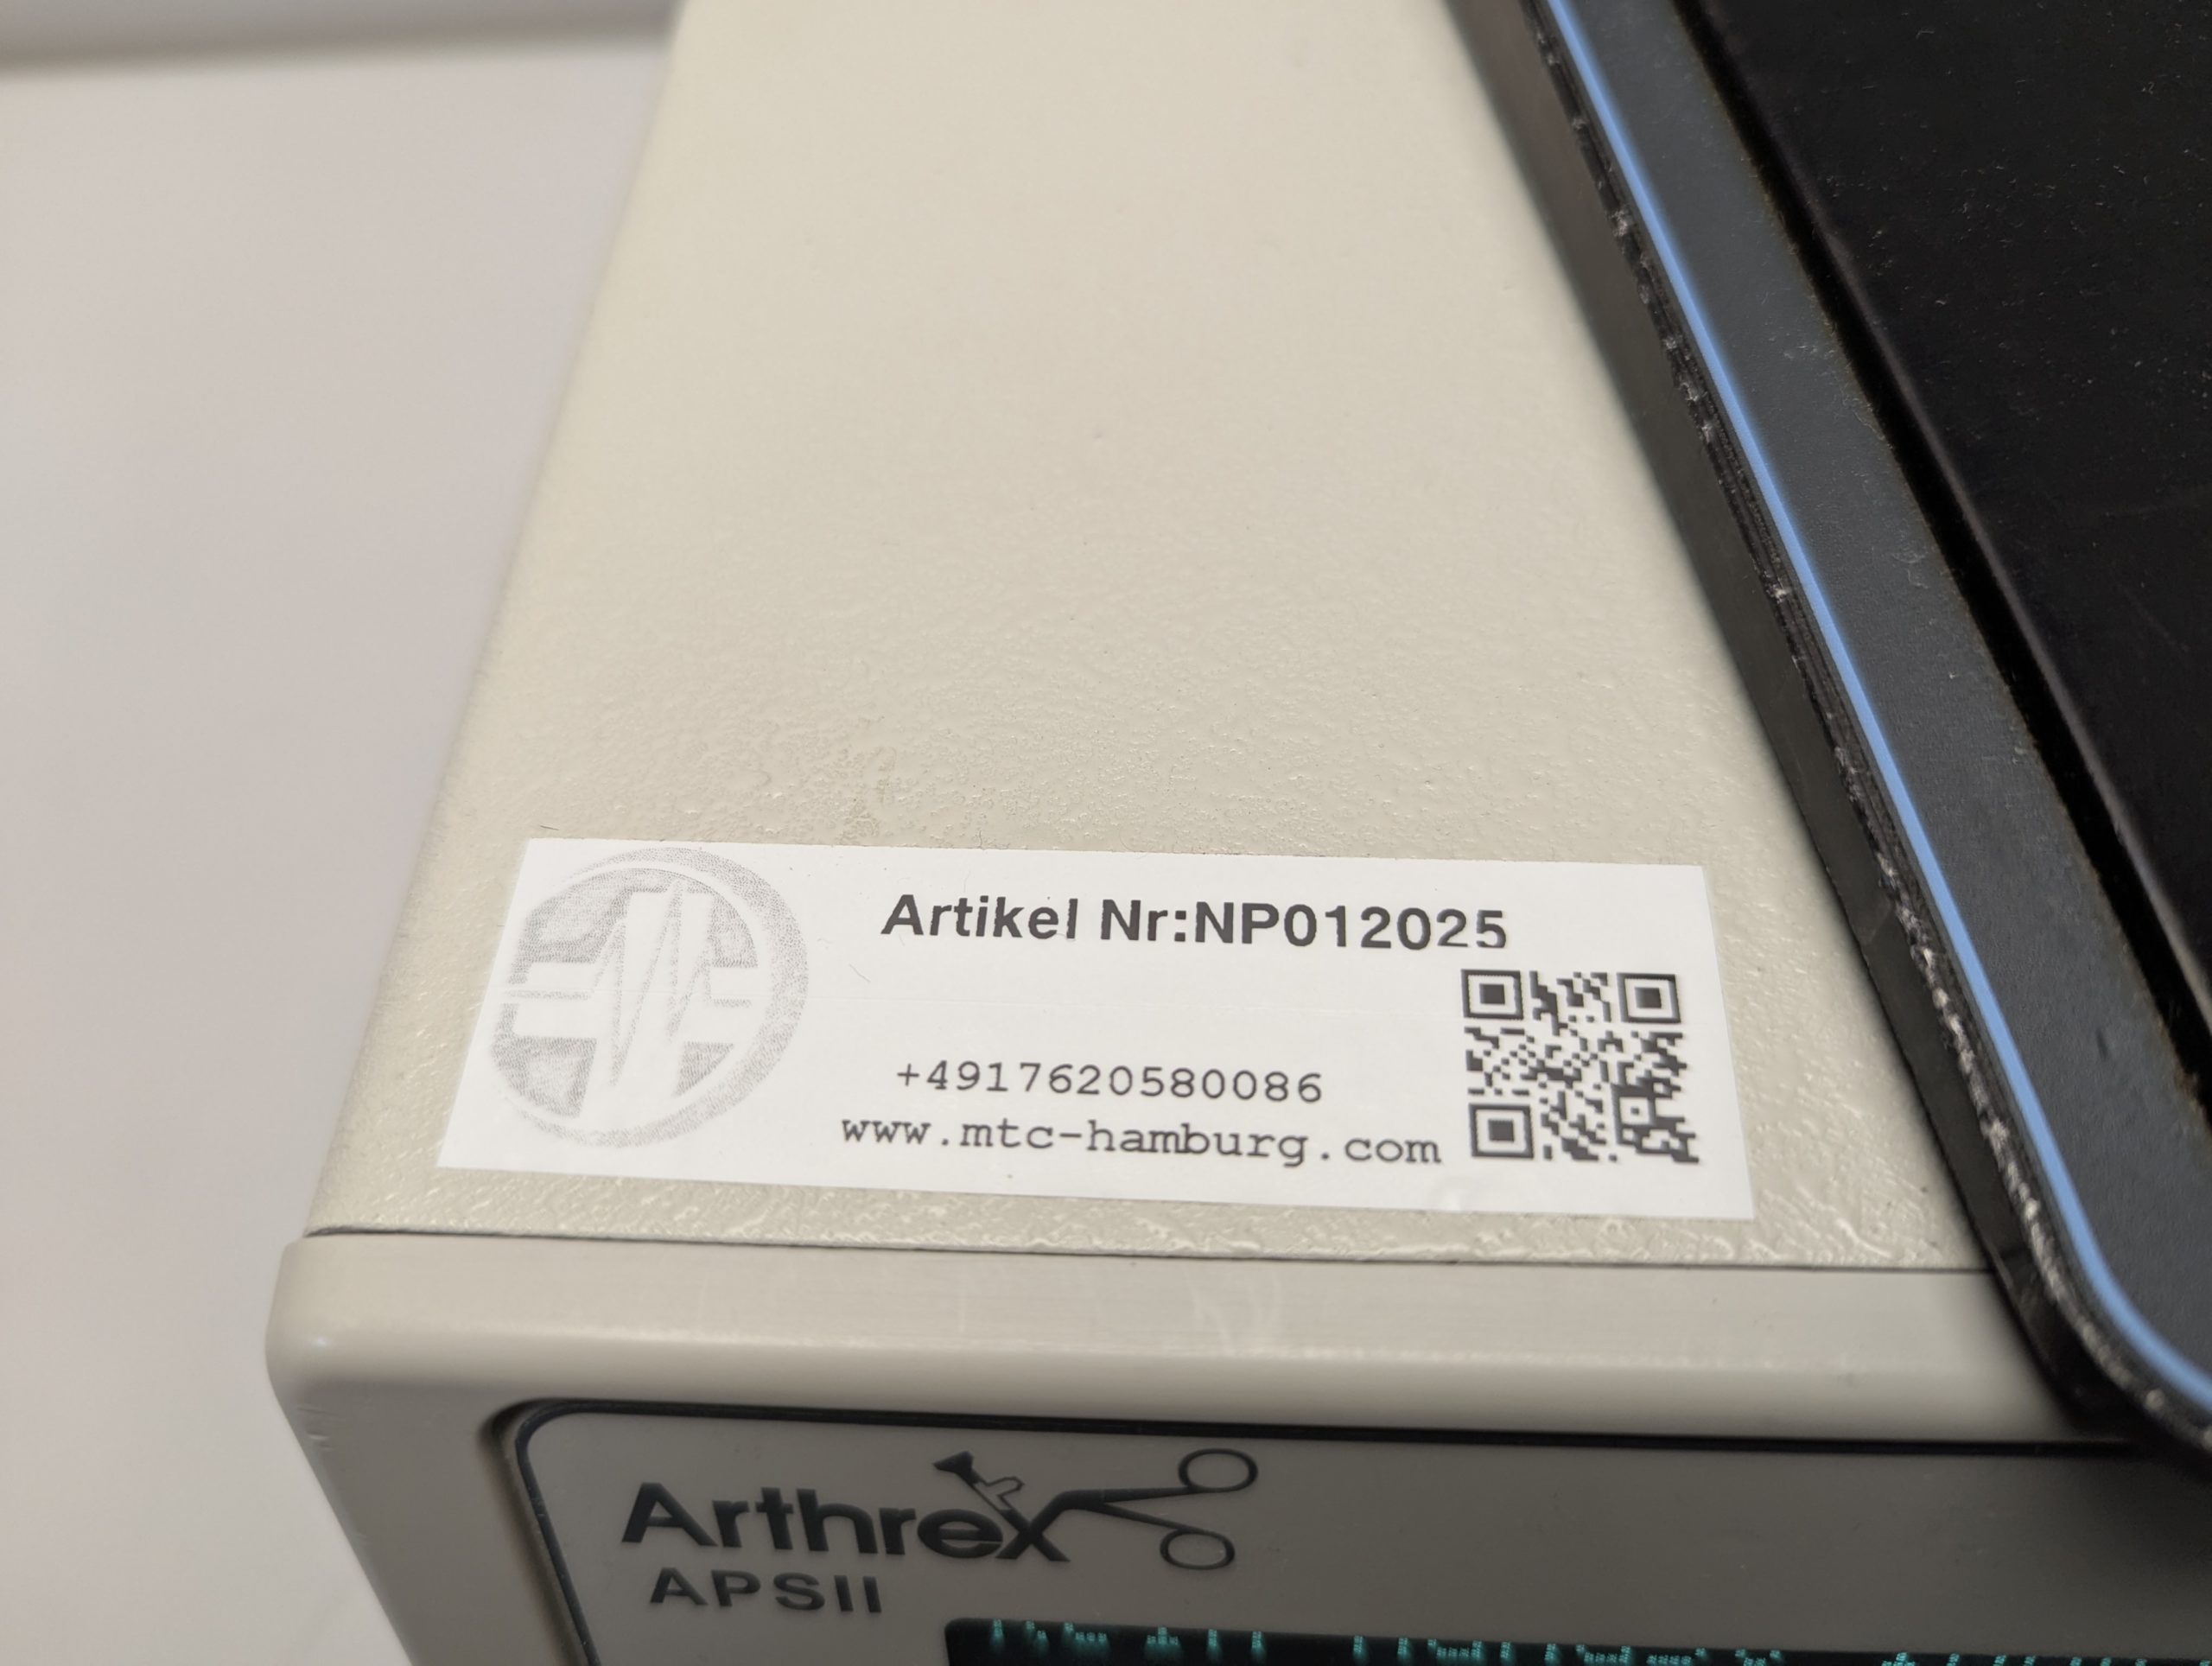 Artikel Nr:NP012025
+4917620580086
www.mtc-hamburg.com
Arthrex
APSII